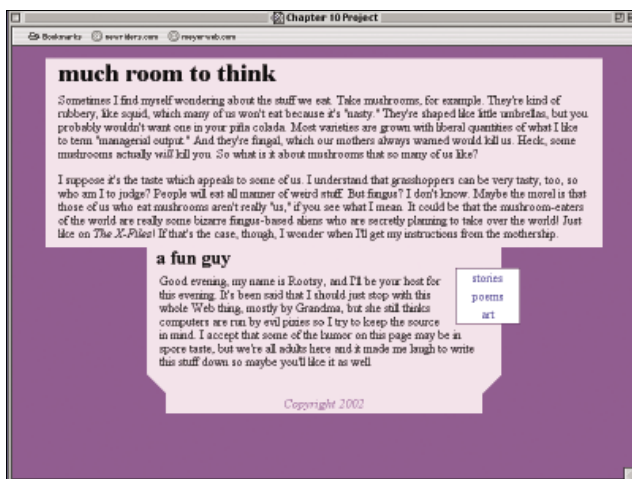 Chapter 10 Project
Bookmarks newriders.com meyerweb.com
much room to think
Sometimes I find myself wondering about the stuff we eat. Take mushrooms, for example. They're kind of
rubbery, like squid, which many of us won't eat because it's "nasty." They're shaped like little umbrellas, but you
probably wouldn't want one in your piña colada. Most varieties are grown with liberal quantities of what I like
to term "managerial output." And they're fungal, which our mothers always warned would kill us. Heck, some
mushrooms actually will kill you. So what is it about mushrooms that so many of us like?
I suppose it's the taste which appeals to some of us. I understand that grasshoppers can be very tasty, too, so
who am I to judge? People will eat all manner of weird stuff. But fungus? I don't know. Maybe the morel is that
those of us who eat mushrooms aren't really "us," if you see what I mean. It could be that the mushroom-eaters
of the world are really some bizarre fungus-based aliens who are secretly planning to take over the world! Just
like on The X-Files! If that's the case, though, I wonder when I'll get my instructions from the mothership.
a fun guy
Good evening, my name is Rootsy, and I'll be your host for
this evening. It's been said that I should just stop with this
whole Web thing, mostly by Grandma, but she still thinks
computers are run by evil pixies so I try to keep the source
in mind. I accept that some of the humor on this page may be in
spore taste, but we're all adults here and it made me laugh to write
this stuff down so maybe you'll like it as well.
stories
poems
art
Copyright 2002